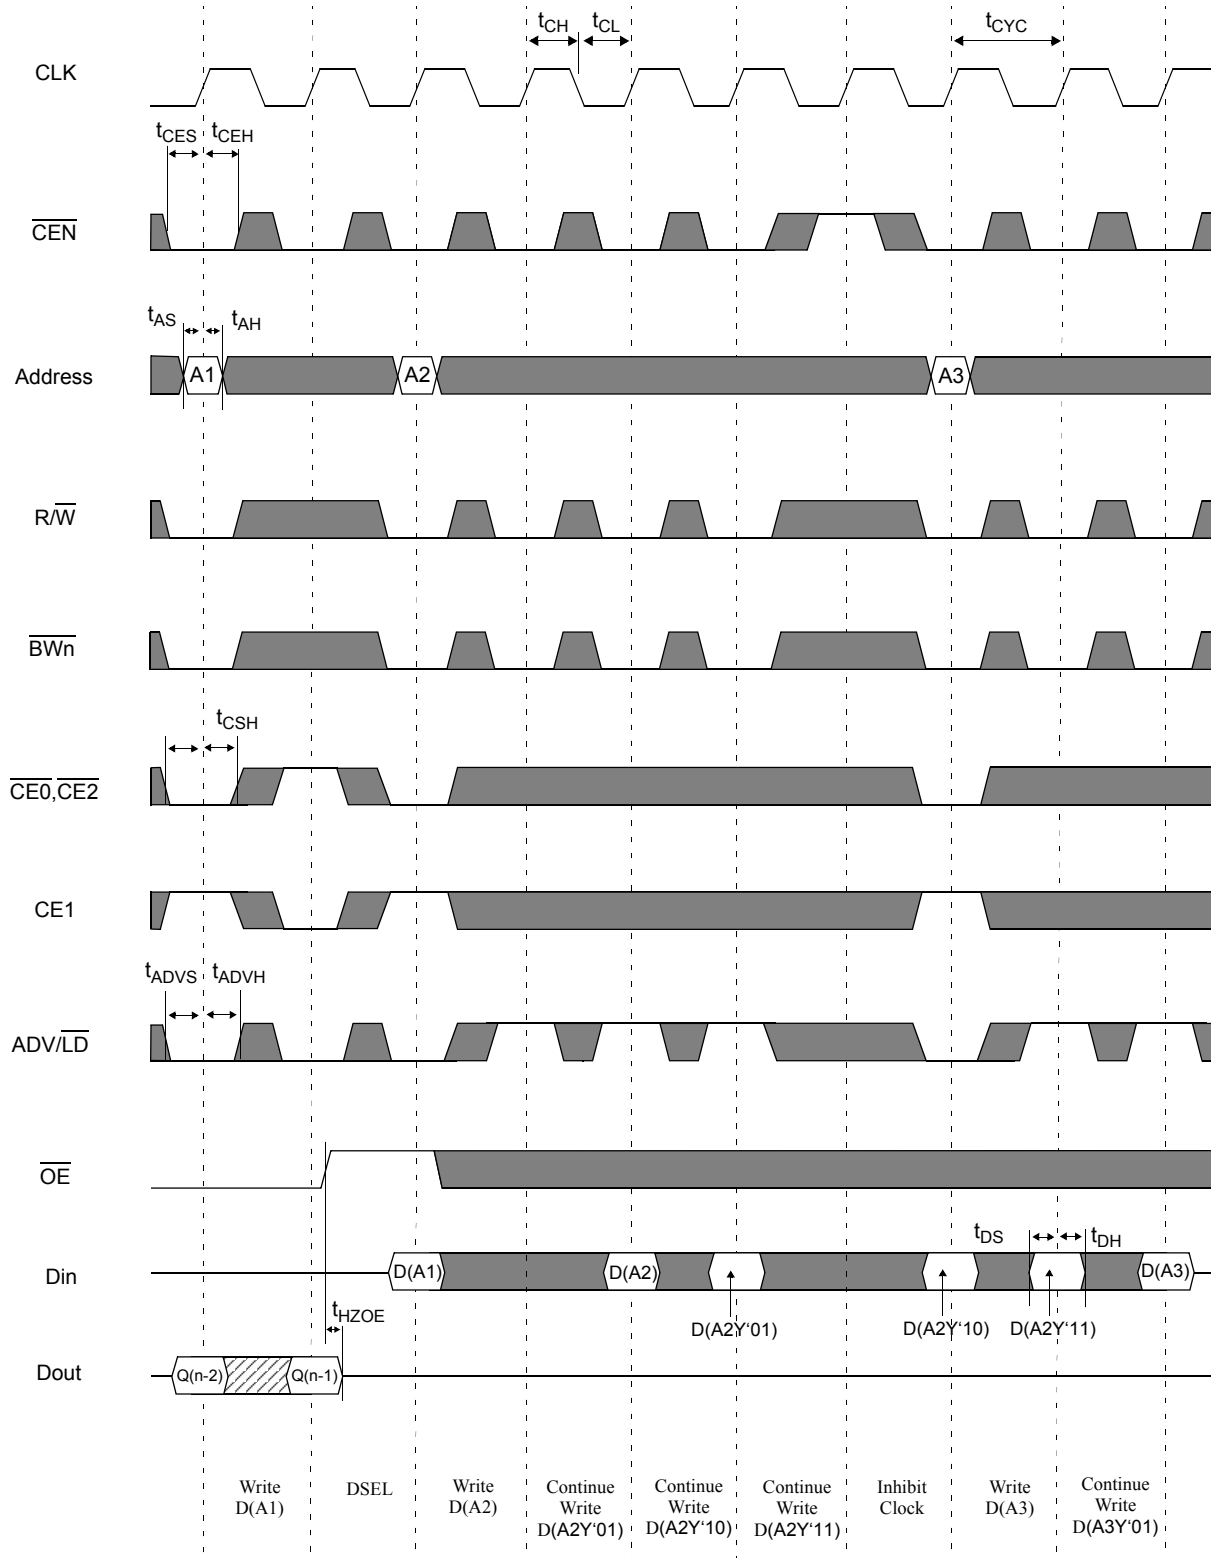 tCH tCL tCYC
CLK
tCES tCEH
CEN
tAS tAH
Address A1 A2 A3
R/W
BWn
tCSH
CE0,CE2
CE1
tADVS tADVH
ADV/LD
OE
tDS tDH
Din D(A1) D(A2) D(A3)
tHZOE D(A2Y'01) D(A2Y'10) D(A2Y'11)
Dout Q(n-2) Q(n-1)
Write
D(A1)
DSEL
Write
D(A2)
Continue
Write
D(A2Y'01)
Continue
Write
D(A2Y'10)
Continue
Write
D(A2Y'11)
Inhibit
Clock
Write
D(A3)
Continue
Write
D(A3Y'01)